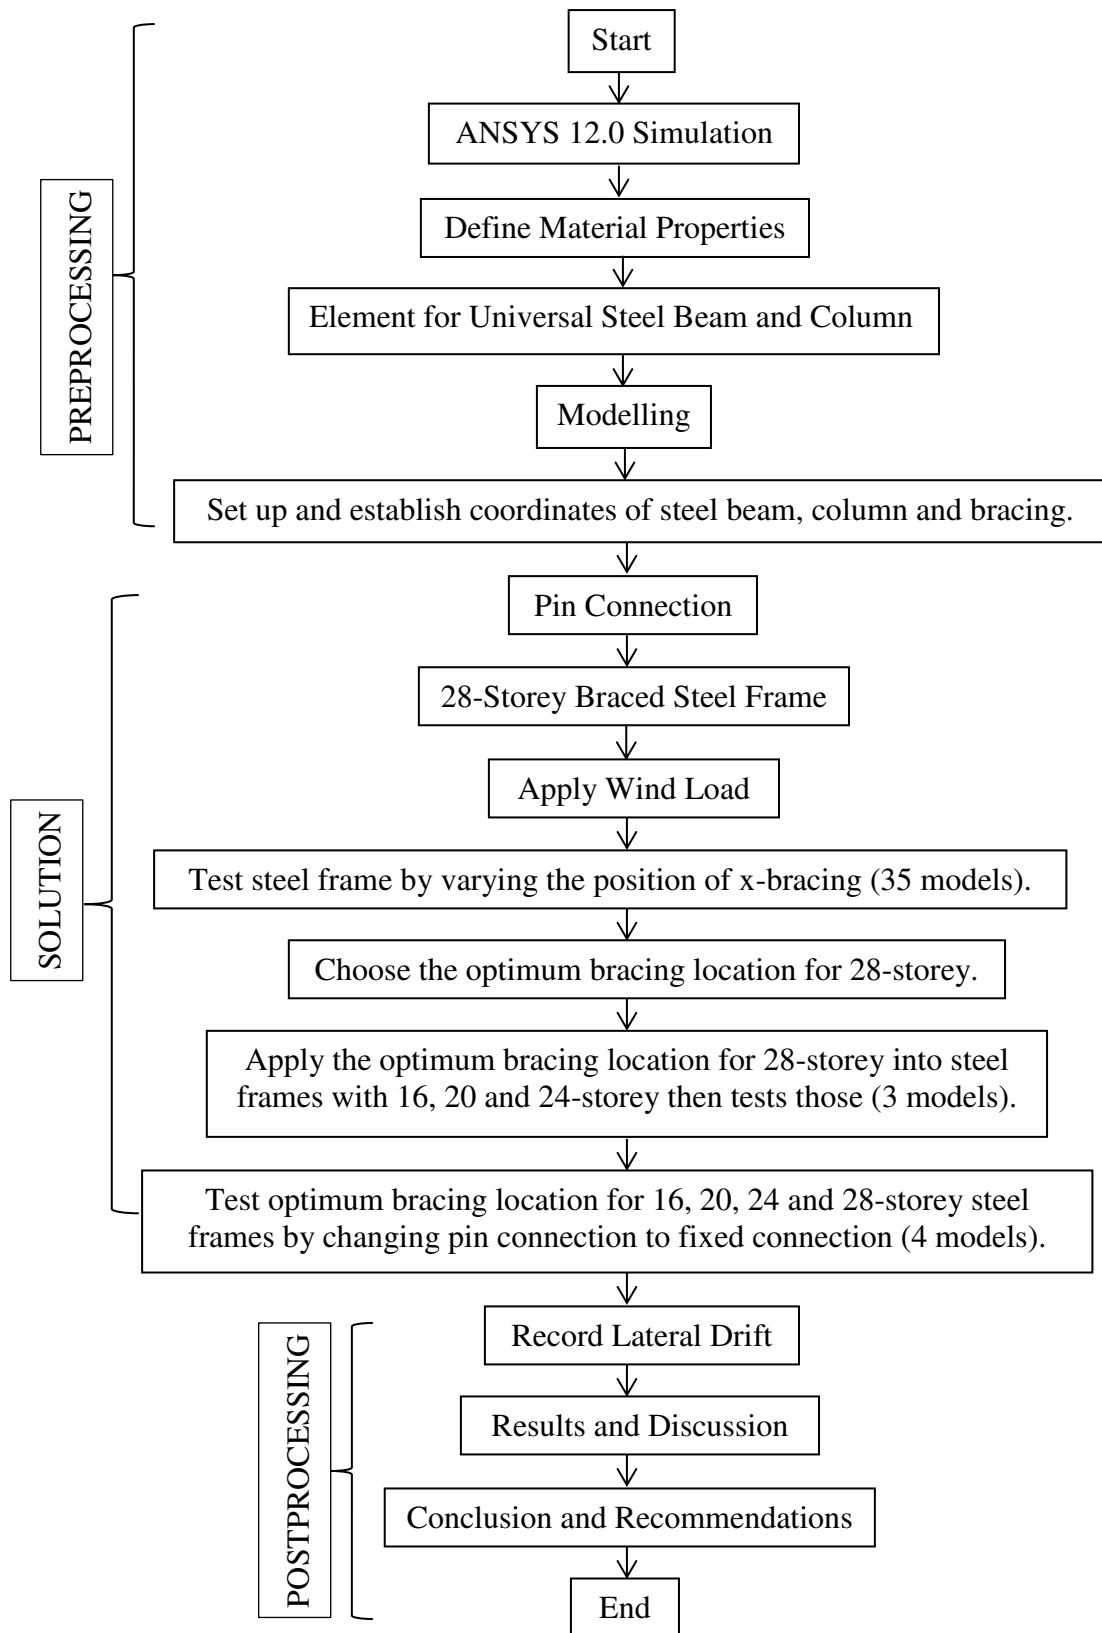 Start
ANSYS 12.0 Simulation
PREPROCESSING
Define Material Properties
Element for Universal Steel Beam and Column
Modelling
Set up and establish coordinates of steel beam, column and bracing.
Pin Connection
28-Storey Braced Steel Frame
Apply Wind Load
SOLUTION
Test steel frame by varying the position of x-bracing (35 models).
Choose the optimum bracing location for 28-storey.
Apply the optimum bracing location for 28-storey into steel
frames with 16, 20 and 24-storey then tests those (3 models).
Test optimum bracing location for 16, 20, 24 and 28-storey steel
frames by changing pin connection to fixed connection (4 models).
POSTPROCESSING
Record Lateral Drift
Results and Discussion
Conclusion and Recommendations
End